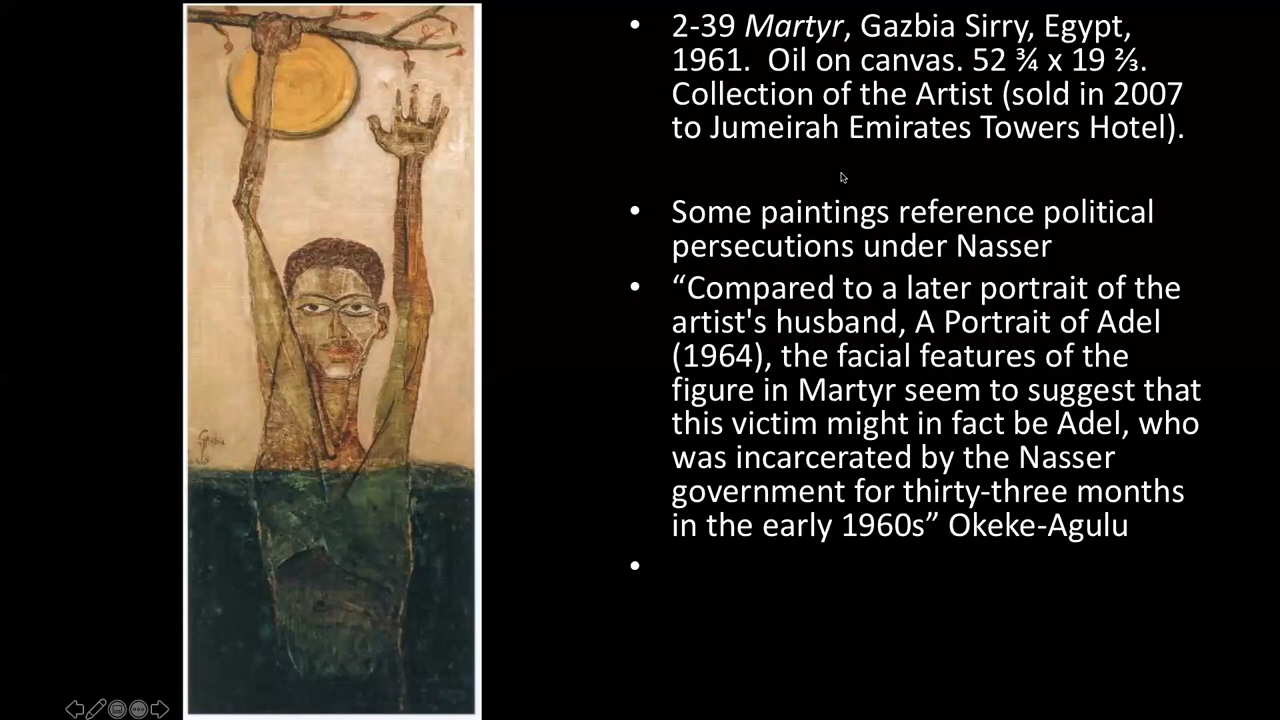 2-39 Martyr, Gazbia Sirry, Egypt,
1961.  Oil on canvas. 52 ¾ x 19 ⅔.
Collection of the Artist (sold in 2007
to Jumeirah Emirates Towers Hotel).
Some paintings reference political
persecutions under Nasser
“Compared to a later portrait of the
artist's husband, A Portrait of Adel
(1964), the facial features of the
figure in Martyr seem to suggest that
this victim might in fact be Adel, who
was incarcerated by the Nasser
government for thirty-three months
in the early 1960s” Okeke-Agulu